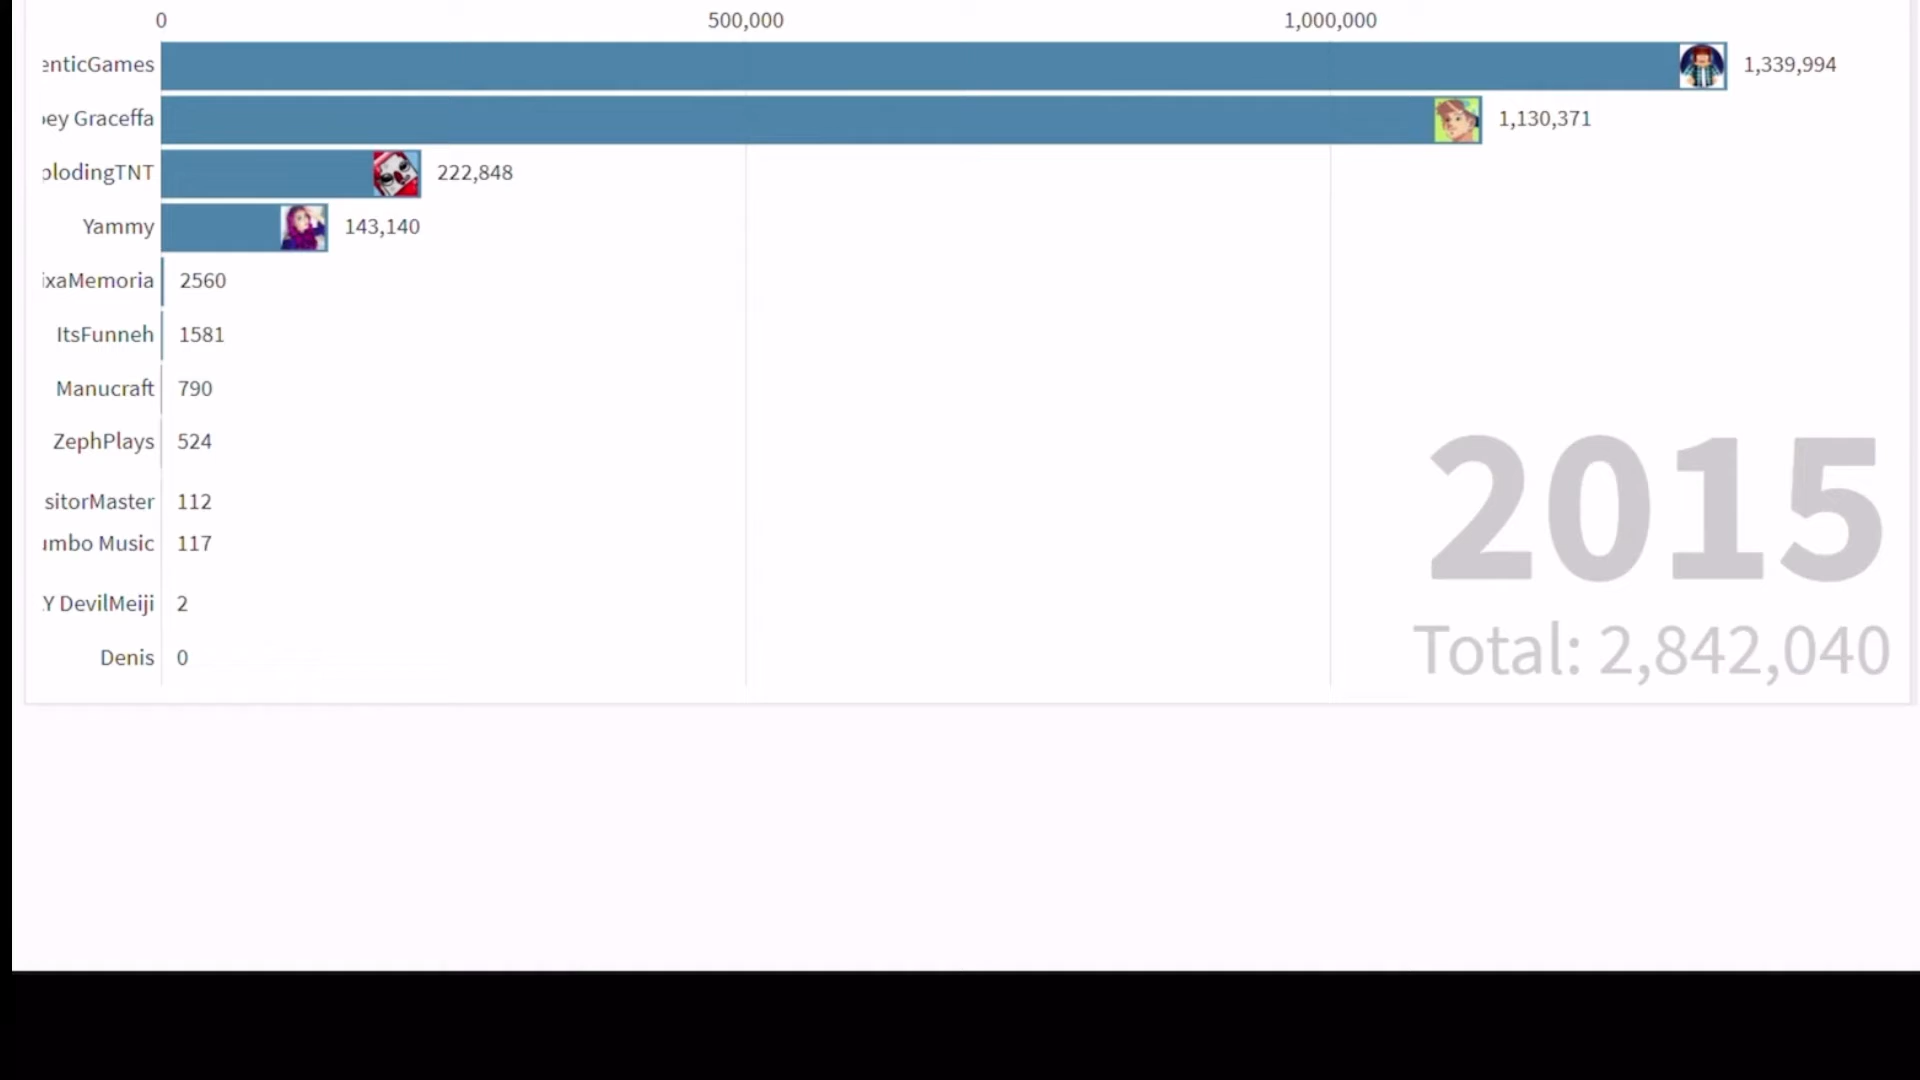 0 500,000 1,000,000
enticGames 1,339,994
ey Graceffa 1,130,371
plodingTNT 222,848
Yammy 143,140
ixaMemoria 2560
ItsFunneh 1581
Manucraft 790
ZephPlays 524
sitorMaster 112
umbo Music 117
Y DevilMeiji 2
Denis 0
2015
Total: 2,842,040